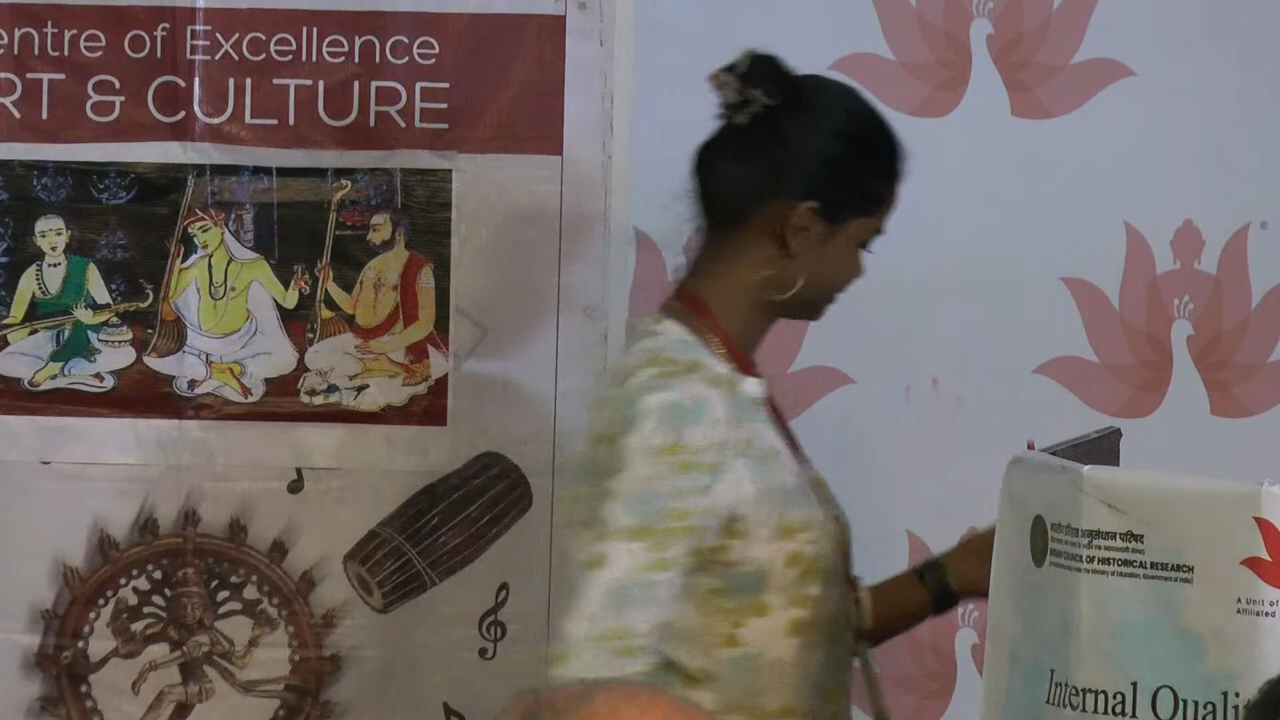 entre of Excellence
RT & CULTURE
®
भारतीय इतिहास अनुसंधान परिषद
INDIAN COUNCIL OF HISTORICAL RESEARCH
A Unit of
Affiliated
Internal Quali